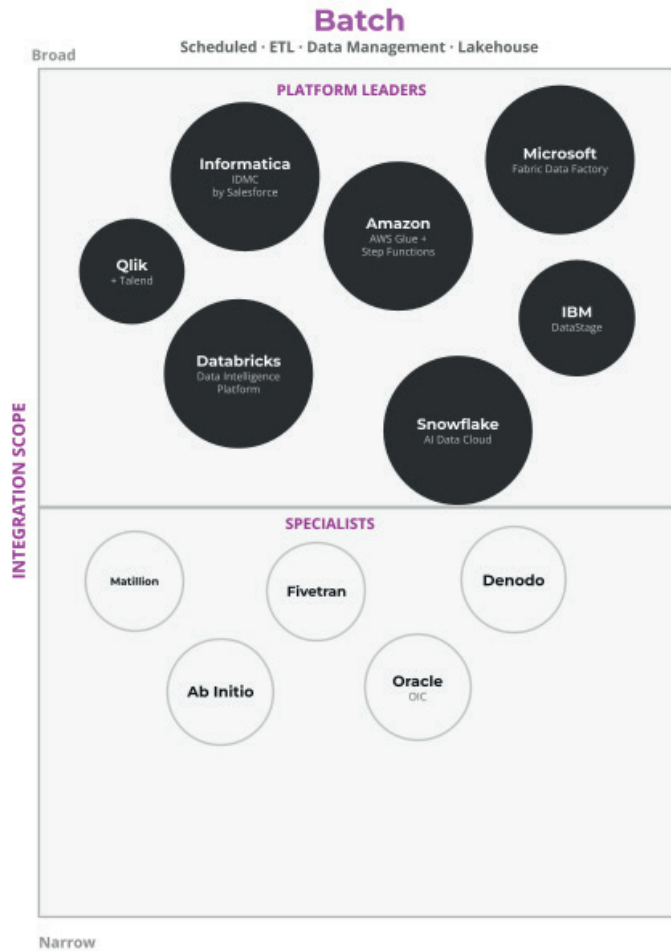 Batch
Scheduled · ETL · Data Management · Lakehouse
Broad
PLATFORM LEADERS
Informatica
IDMC
by Salesforce
Microsoft
Fabric Data Factory
Amazon
AWS Glue +
Step Functions
Qlik
+ Talend
IBM
DataStage
Databricks
Data Intelligence
Platform
Snowflake
AI Data Cloud
INTEGRATION SCOPE
SPECIALISTS
Matillion
Fivetran
Denodo
Ab Initio
Oracle
OIC
Narrow